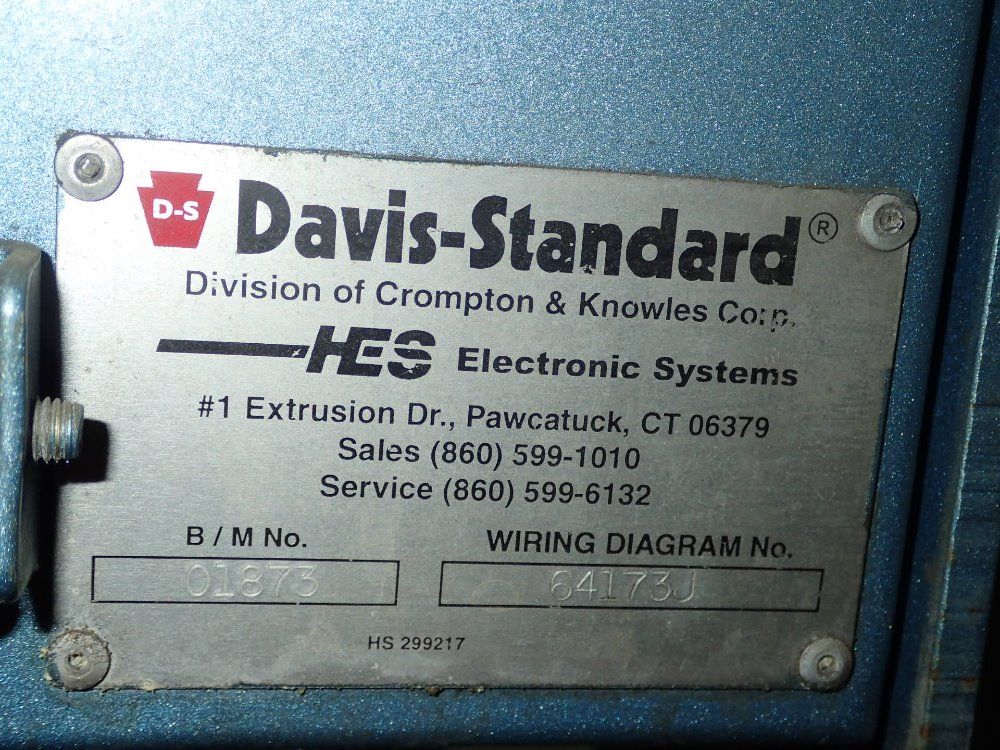 D-S Davis-Standard®
Division of Crompton & Knowles Corp.
HES Electronic Systems
#1 Extrusion Dr., Pawcatuck, CT 06379
Sales (860) 599-1010
Service (860) 599-6132
B / M No. WIRING DIAGRAM No.
01873 64173J
HS 299217